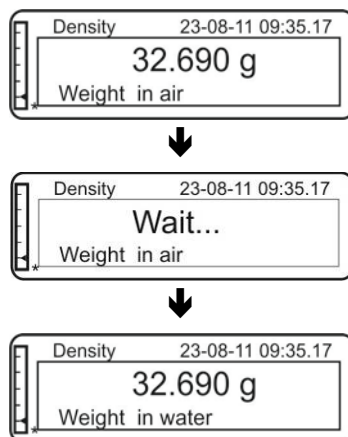 Density 23-08-11 09:35.17
32.690 g
Weight in air
*
Density 23-08-11 09:35.17
Wait...
Weight in air
*
Density 23-08-11 09:35.17
32.690 g
Weight in water
*